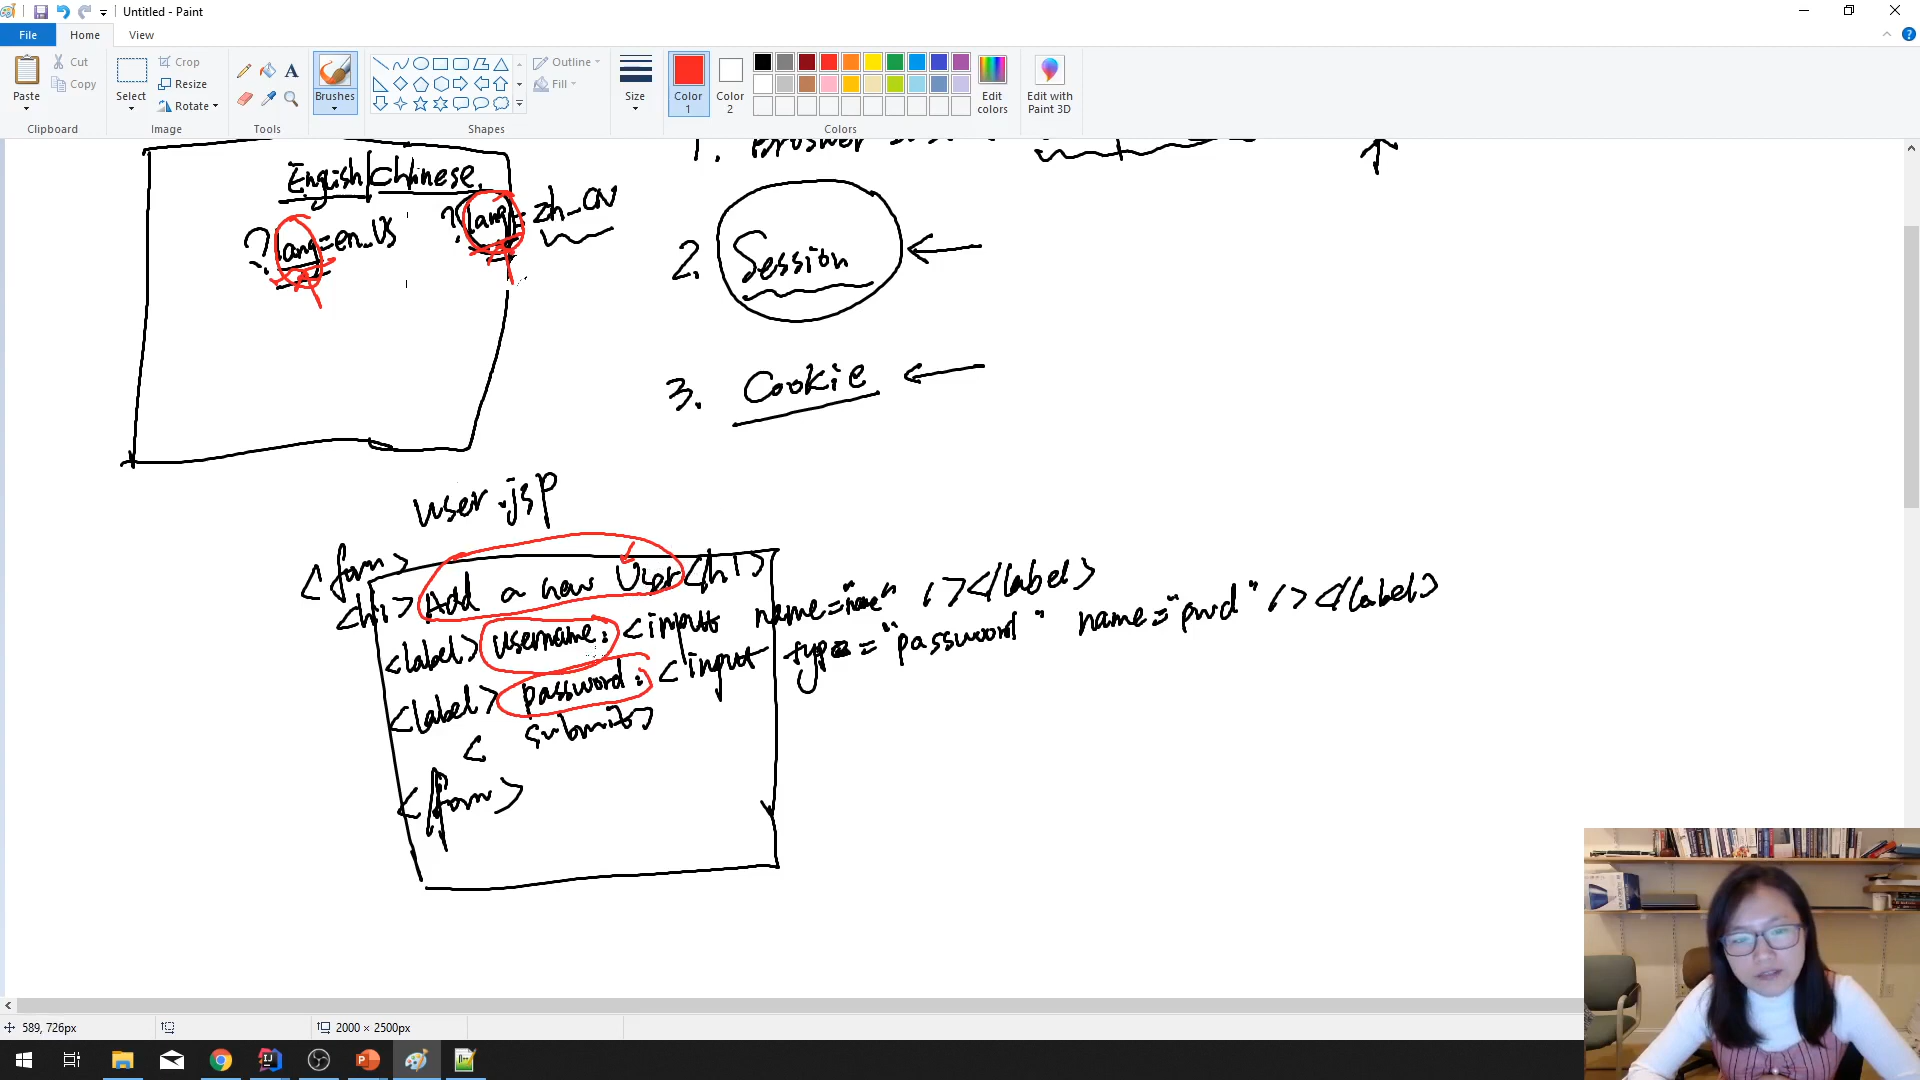 Untitled - Paint
File Home View
Paste
Cut
Copy
Clipboard
Select
Crop
Resize
Rotate
Image
Tools
Brushes
Shapes
Outline
Fill
Size
Color 1
Color 2
Edit colors
Edit with Paint 3D
Colors
1. Broswer
English | Chinese.
?lang=en_US
?lang=zh_CN
2. Session
3. Cookie
user.jsp
<form>
<h1> Add a new User <h1>
<label> username: <input name="name" /></label>
<label> password: <input type="password" name="pwd" /></label>
< submit>
</form>
589, 726px
2000 × 2500px